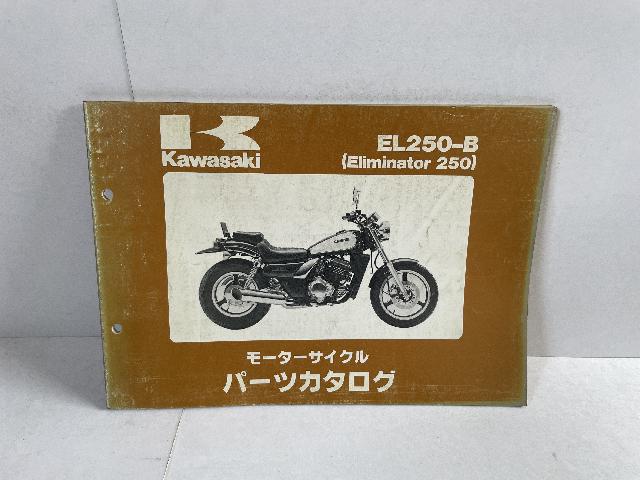 Kawasaki
EL250-B
(Eliminator 250)
モーターサイクル
パーツカタログ